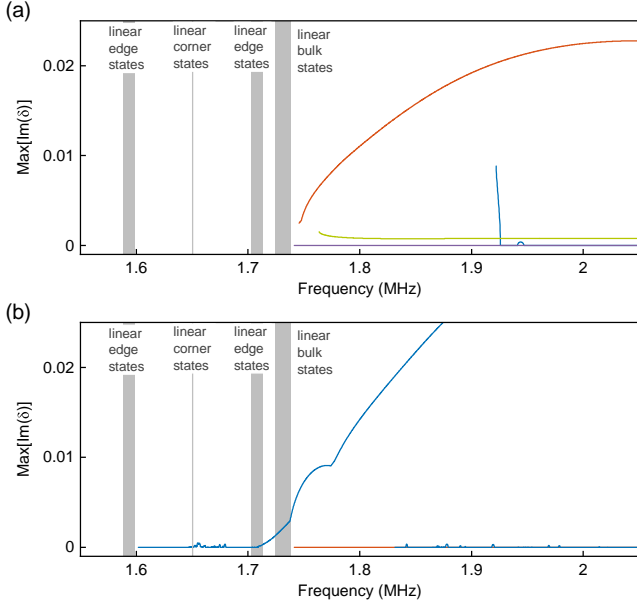 (a)
linear
edge
states
linear
corner
states
linear
edge
states
linear
bulk
states
0.02
0.01
0
Max[Im(δ)]
1.6
1.7
1.8
1.9
2
Frequency (MHz)
(b)
linear
edge
states
linear
corner
states
linear
edge
states
linear
bulk
states
0.02
0.01
0
Max[Im(δ)]
1.6
1.7
1.8
1.9
2
Frequency (MHz)